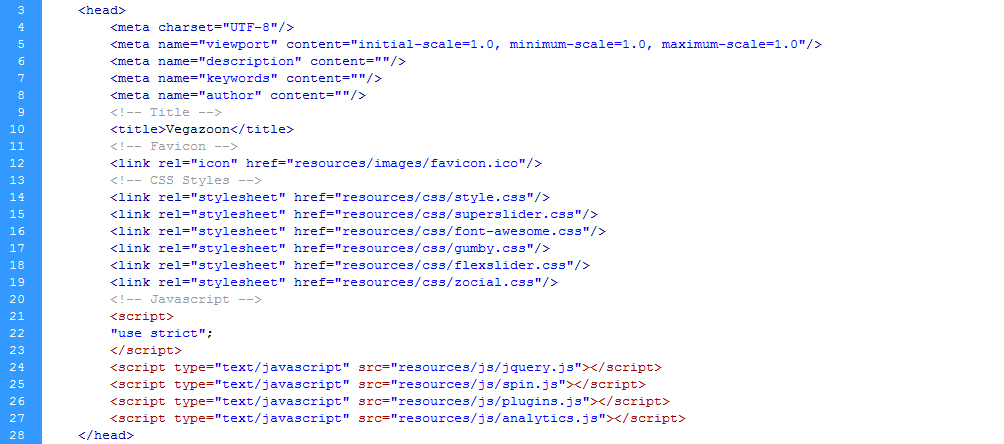 3 <head>
4 <meta charset="UTF-8"/>
5 <meta name="viewport" content="initial-scale=1.0, minimum-scale=1.0, maximum-scale=1.0"/>
6 <meta name="description" content=""/>
7 <meta name="keywords" content=""/>
8 <meta name="author" content=""/>
9 <!-- Title -->
10 <title>Vegazoon</title>
11 <!-- Favicon -->
12 <link rel="icon" href="resources/images/favicon.ico"/>
13 <!-- CSS Styles -->
14 <link rel="stylesheet" href="resources/css/style.css"/>
15 <link rel="stylesheet" href="resources/css/superslider.css"/>
16 <link rel="stylesheet" href="resources/css/font-awesome.css"/>
17 <link rel="stylesheet" href="resources/css/gumby.css"/>
18 <link rel="stylesheet" href="resources/css/flexslider.css"/>
19 <link rel="stylesheet" href="resources/css/zocial.css"/>
20 <!-- Javascript -->
21 <script>
22 "use strict";
23 </script>
24 <script type="text/javascript" src="resources/js/jquery.js"></script>
25 <script type="text/javascript" src="resources/js/spin.js"></script>
26 <script type="text/javascript" src="resources/js/plugins.js"></script>
27 <script type="text/javascript" src="resources/js/analytics.js"></script>
28 </head>